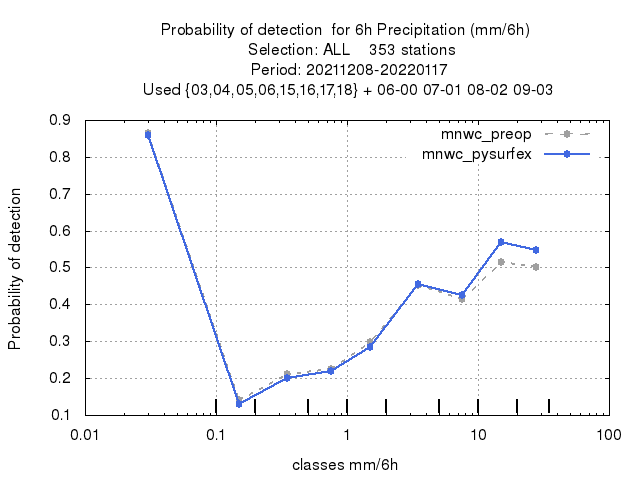 Probability of detection  for 6h Precipitation (mm/6h)
Selection: ALL    353 stations
Period: 20211208-20220117
Used {03,04,05,06,15,16,17,18} + 06-00 07-01 08-02 09-03
mnwc_preop
mnwc_pysurfex
Probability of detection
0.9
0.8
0.7
0.6
0.5
0.4
0.3
0.2
0.1
0.01 0.1 1 10 100
classes mm/6h